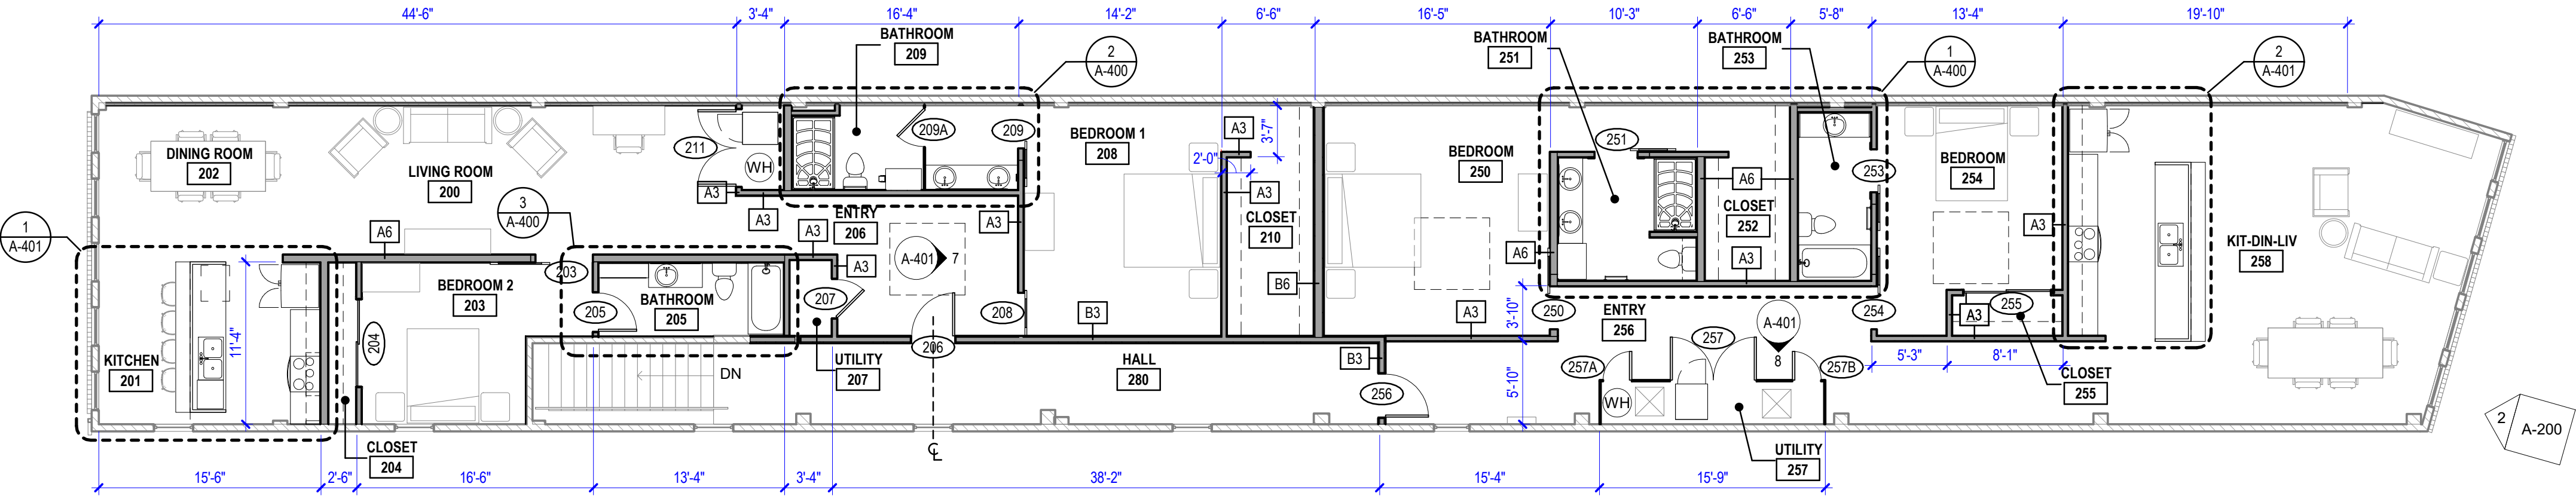 44'-6"
3'-4"
16'-4"
14'-2"
6'-6"
16'-5"
10'-3"
6'-6"
5'-8"
13'-4"
19'-10"
BATHROOM
209
2
A-400
BATHROOM
251
BATHROOM
253
1
A-400
2
A-401
DINING ROOM
202
LIVING ROOM
200
211
WH
209A
209
BEDROOM 1
208
A3
3'-7"
2'-0"
A3
CLOSET
210
BEDROOM
250
251
A6
CLOSET
252
253
BEDROOM
254
A3
KIT-DIN-LIV
258
1
A-401
A6
3
A-400
A3
A3
ENTRY
206
A3
A3
A3
A-401
7
B6
A6
A3
203
KITCHEN
201
11'-4"
BEDROOM 2
203
204
205
BATHROOM
205
207
208
B3
206
A3
3'-10"
250
ENTRY
256
A-401
8
254
255
A3
DN
UTILITY
207
HALL
280
B3
256
5'-10"
257
257A
257B
WH
5'-3"
8'-1"
CLOSET
255
CLOSET
204
UTILITY
257
2
A-200
15'-6"
2'-6"
16'-6"
13'-4"
3'-4"
38'-2"
15'-4"
15'-9"